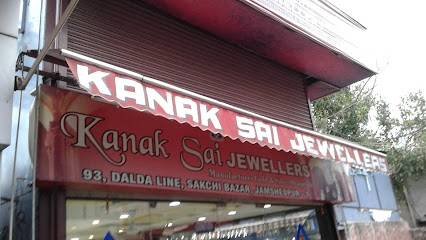 KANAK SAI JEWELLERS
Kanak Sai JEWELLERS
93, DALDA LINE, SAKCHI BAZAR, JAMSHEDPUR